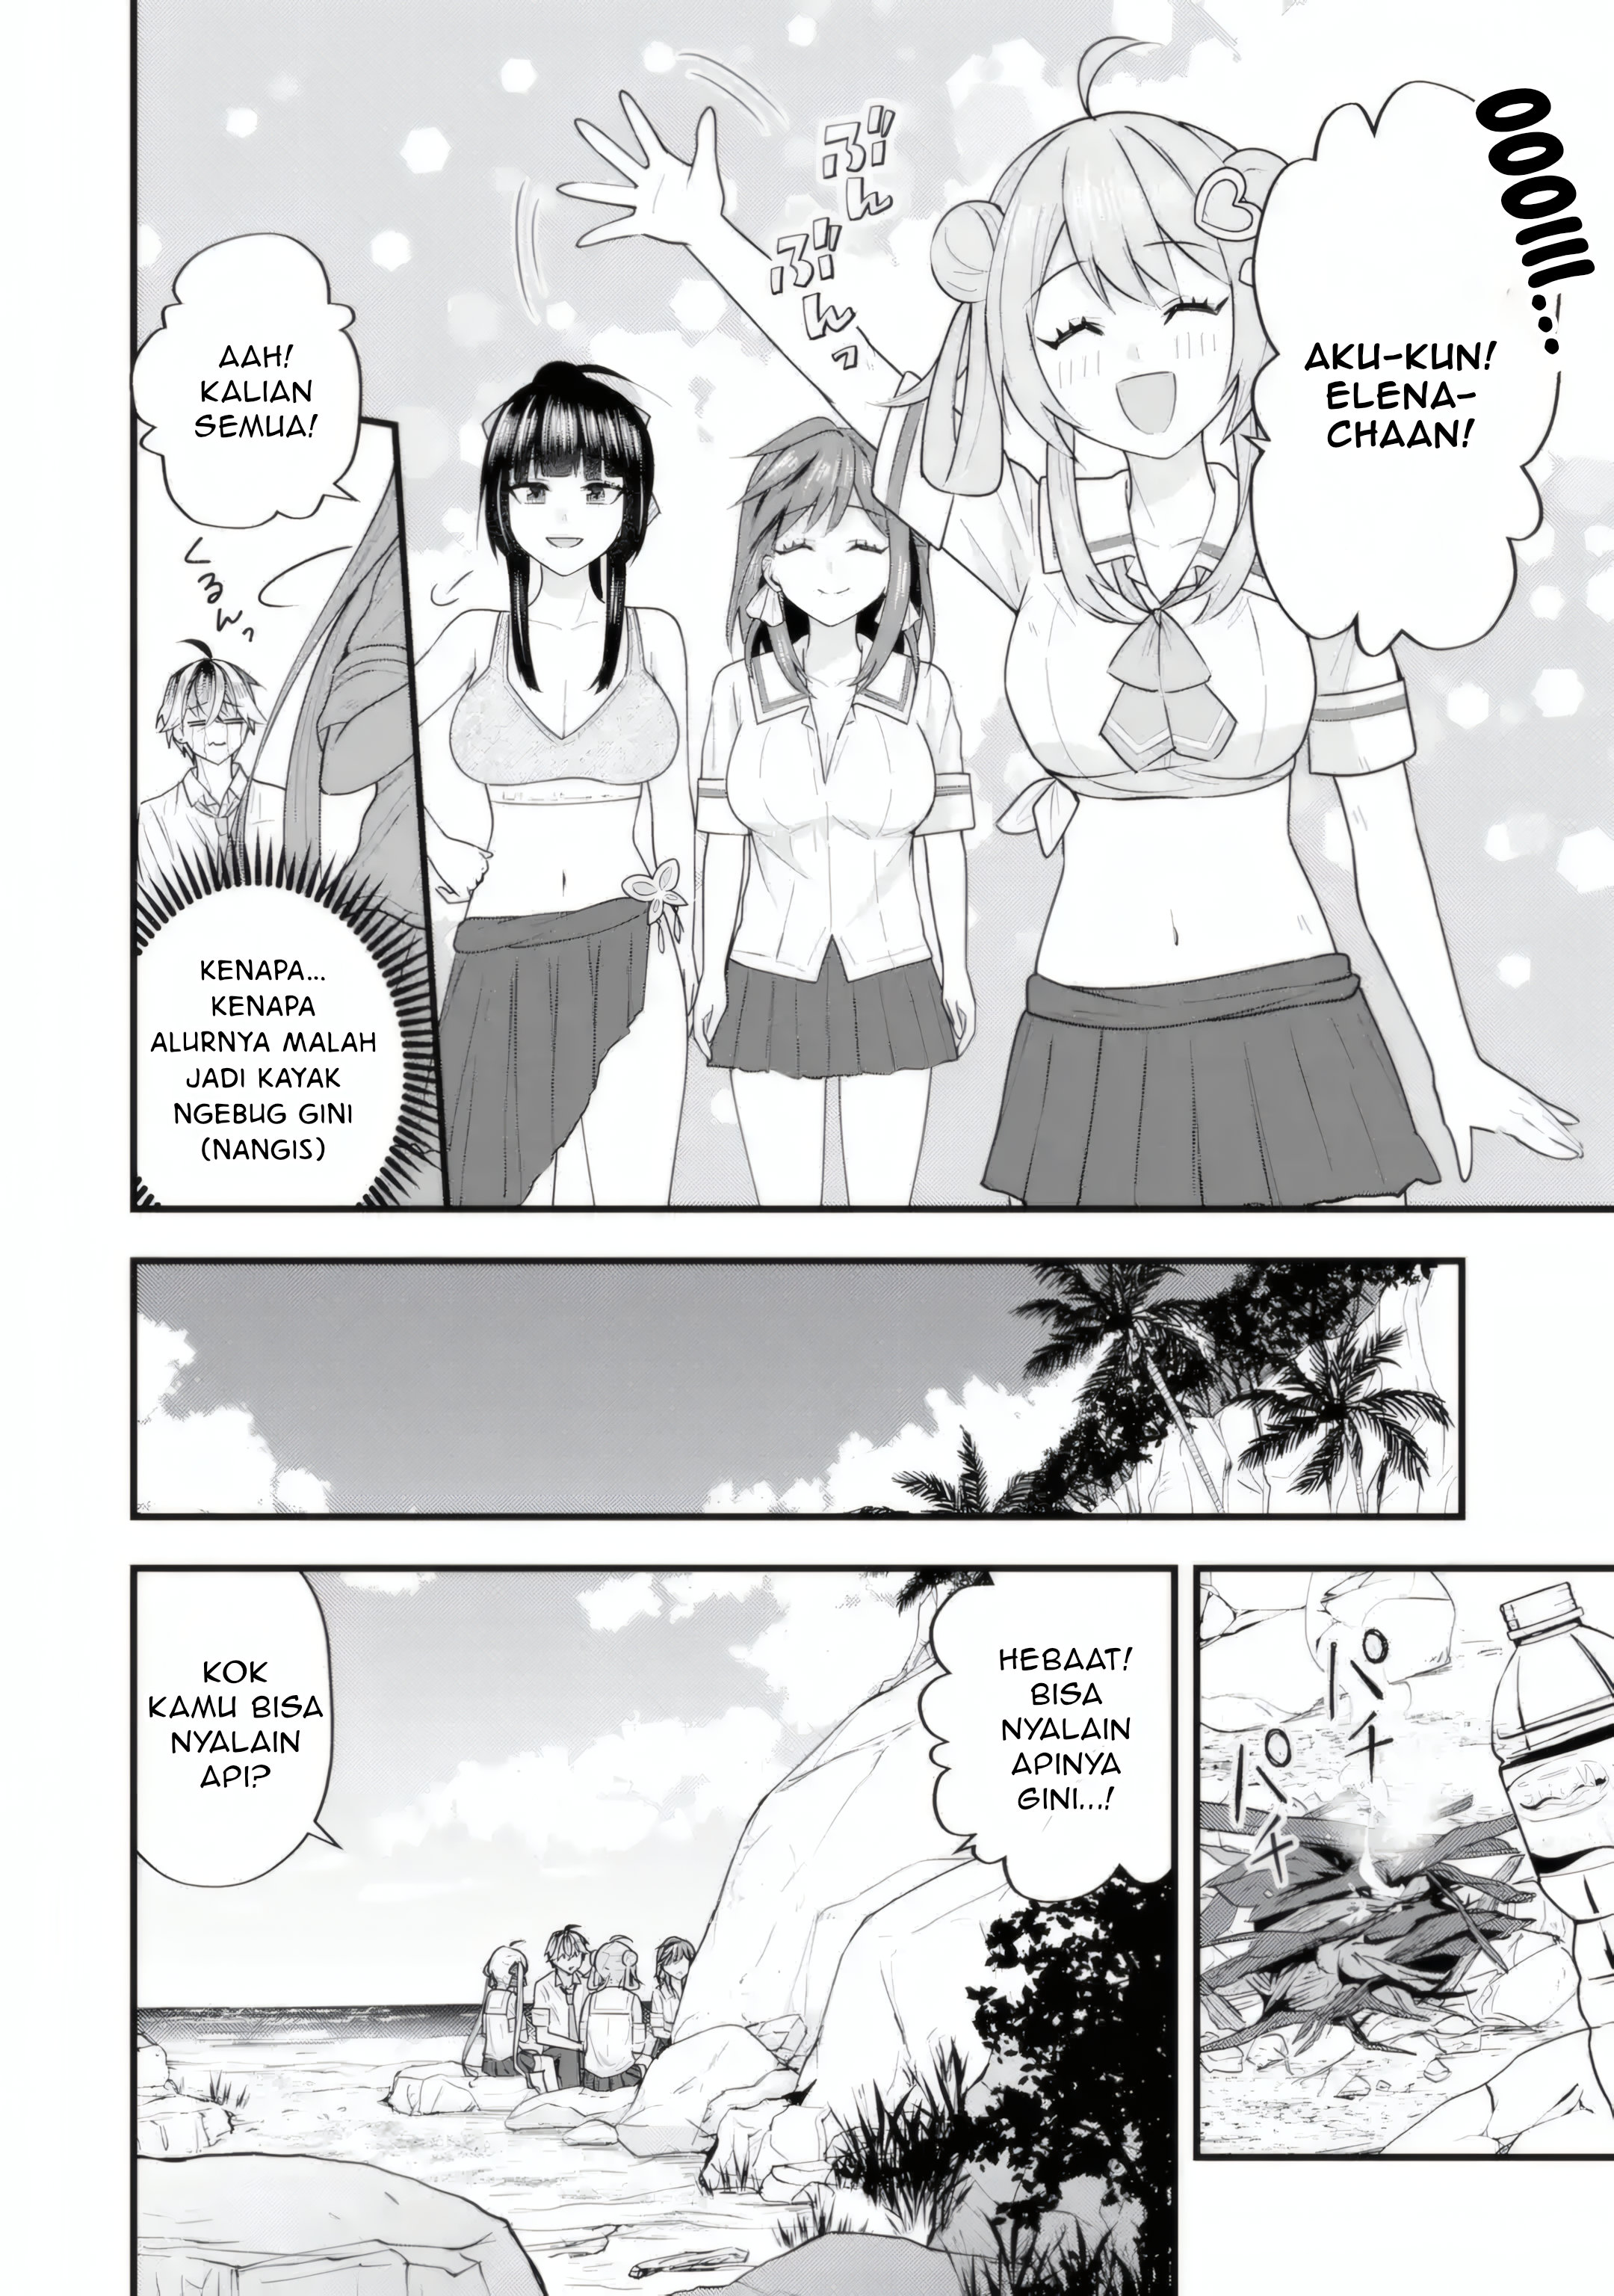 OOOIII...
AKU-KUN!
ELENA-
CHAAN!
ぶん
ぶんっ
AAH!
KALIAN
SEMUA!
くるんっ
KENAPA...
KENAPA
ALURNYA MALAH
JADI KAYAK
NGEBUG GINI
(NANGIS)
パチ
パチ
HEBAAT!
BISA
NYALAIN
APINYA
GINI...!
KOK
KAMU BISA
NYALAIN
API?